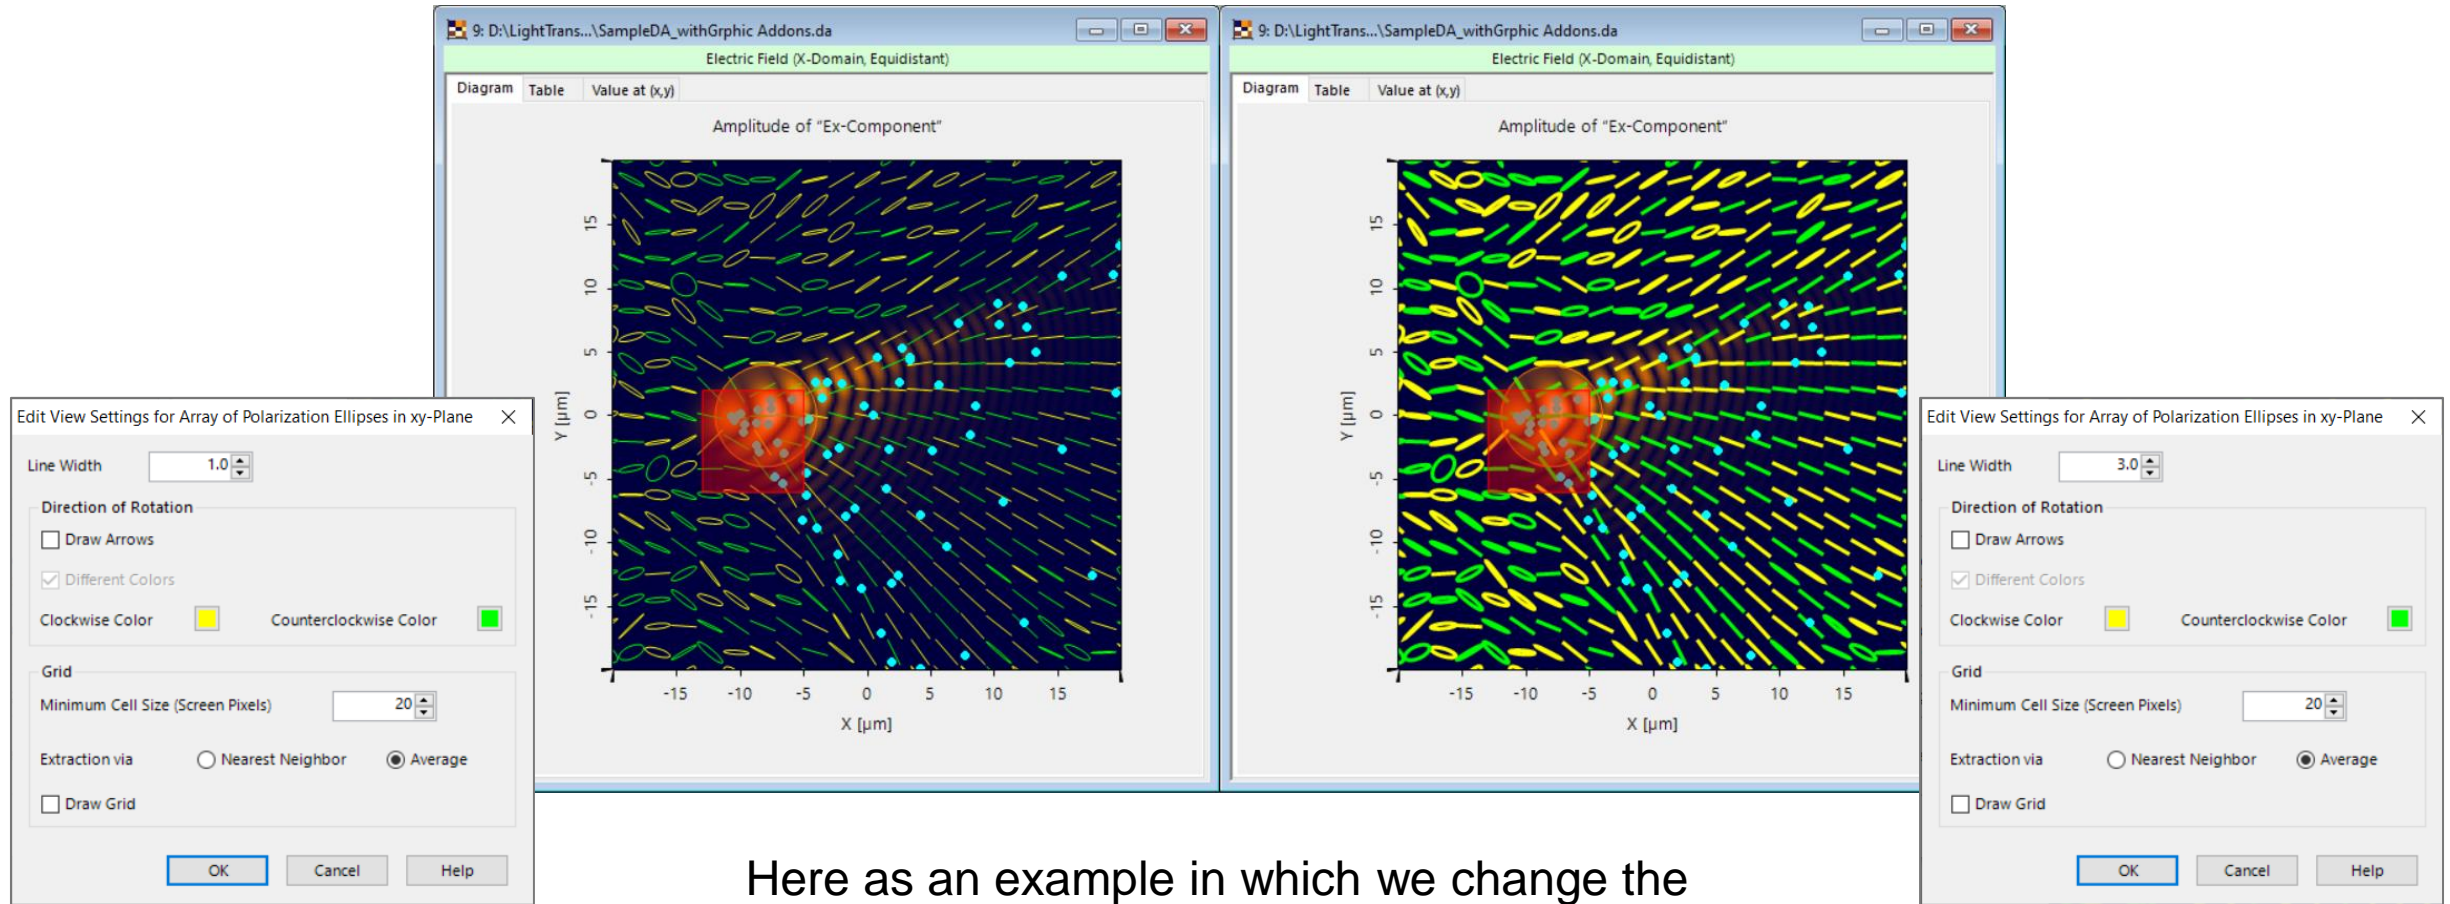 9: D:\LightTrans...\SampleDA_withGrphic Addons.da
Electric Field (X-Domain, Equidistant)
Diagram Table Value at (x,y)
Amplitude of "Ex-Component"
15
10
5
0
-5
-10
-15
Y [µm]
-15 -10 -5 0 5 10 15
X [µm]
9: D:\LightTrans...\SampleDA_withGrphic Addons.da
Electric Field (X-Domain, Equidistant)
Diagram Table Value at (x,y)
Amplitude of "Ex-Component"
15
10
5
0
-5
-10
-15
Y [µm]
-15 -10 -5 0 5 10 15
X [µm]
Edit View Settings for Array of Polarization Ellipses in xy-Plane
Line Width 1.0
Direction of Rotation
Draw Arrows
Different Colors
Clockwise Color Counterclockwise Color
Grid
Minimum Cell Size (Screen Pixels) 20
Extraction via Nearest Neighbor Average
Draw Grid
OK Cancel Help
Edit View Settings for Array of Polarization Ellipses in xy-Plane
Line Width 3.0
Direction of Rotation
Draw Arrows
Different Colors
Clockwise Color Counterclockwise Color
Grid
Minimum Cell Size (Screen Pixels) 20
Extraction via Nearest Neighbor Average
Draw Grid
OK Cancel Help
Here as an example in which we change the